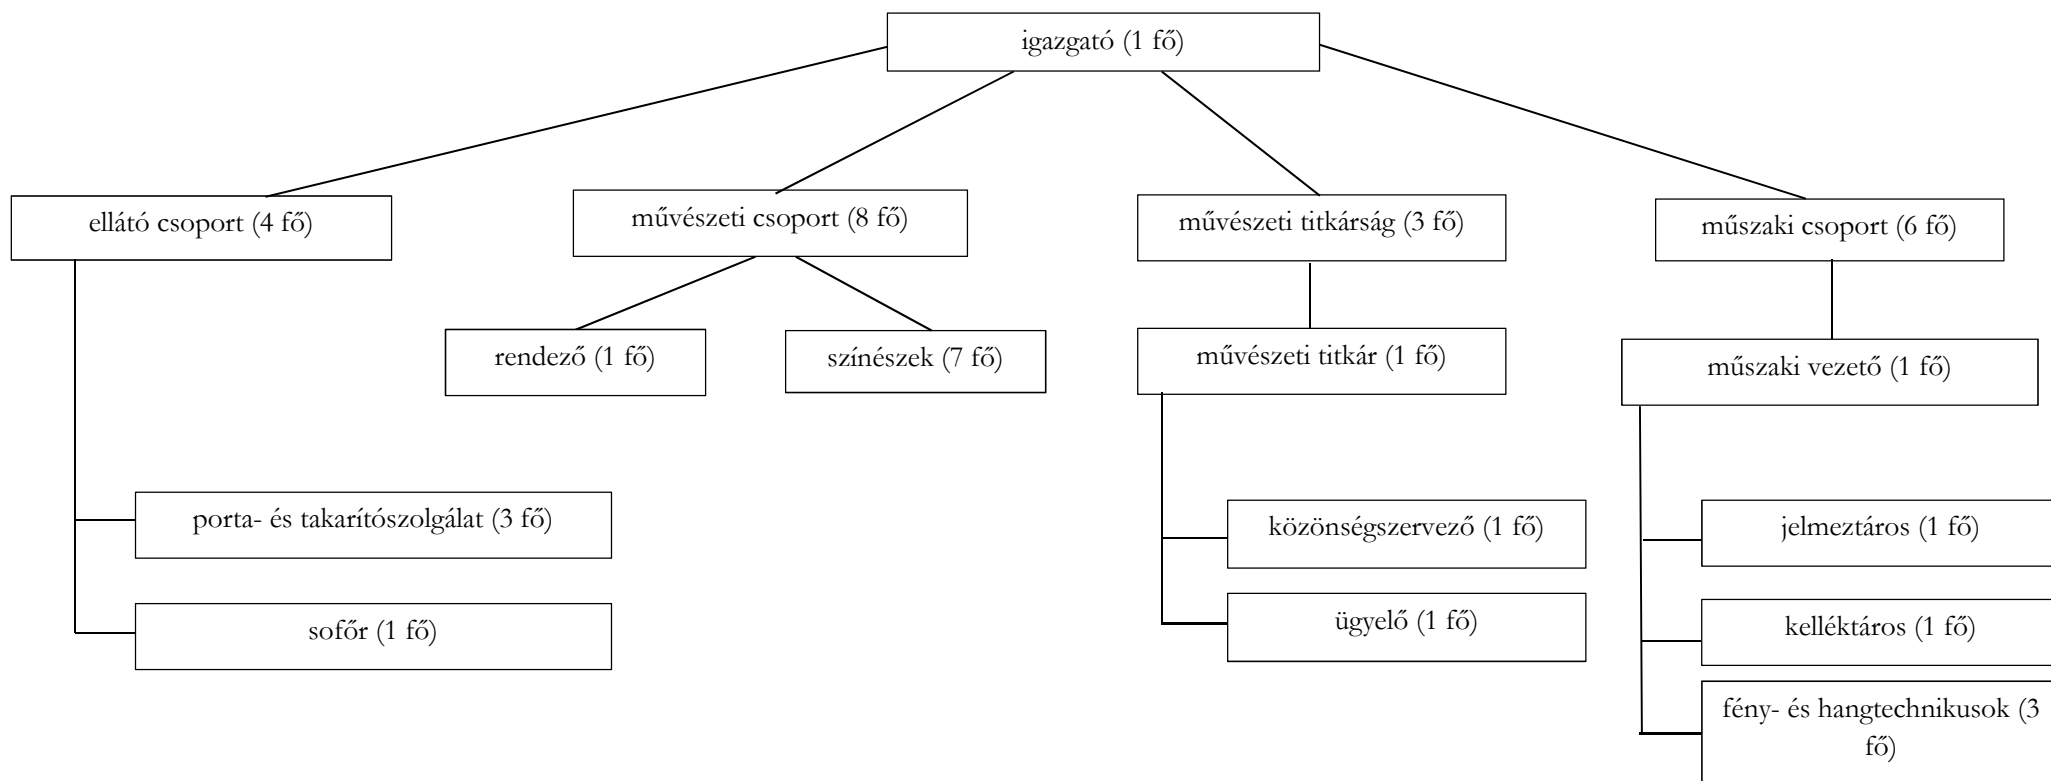 igazgató (1 fő)
ellátó csoport (4 fő)
művészeti csoport (8 fő)
művészeti titkárság (3 fő)
műszaki csoport (6 fő)
rendező (1 fő)
színészek (7 fő)
művészeti titkár (1 fő)
műszaki vezető (1 fő)
porta- és takarítószolgálat (3 fő)
közönségszervező (1 fő)
jelmeztáros (1 fő)
sofőr (1 fő)
ügyelő (1 fő)
kelléktáros (1 fő)
fény- és hangtechnikusok (3
fő)